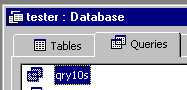 tester : Database
Tables Queries
qry10s